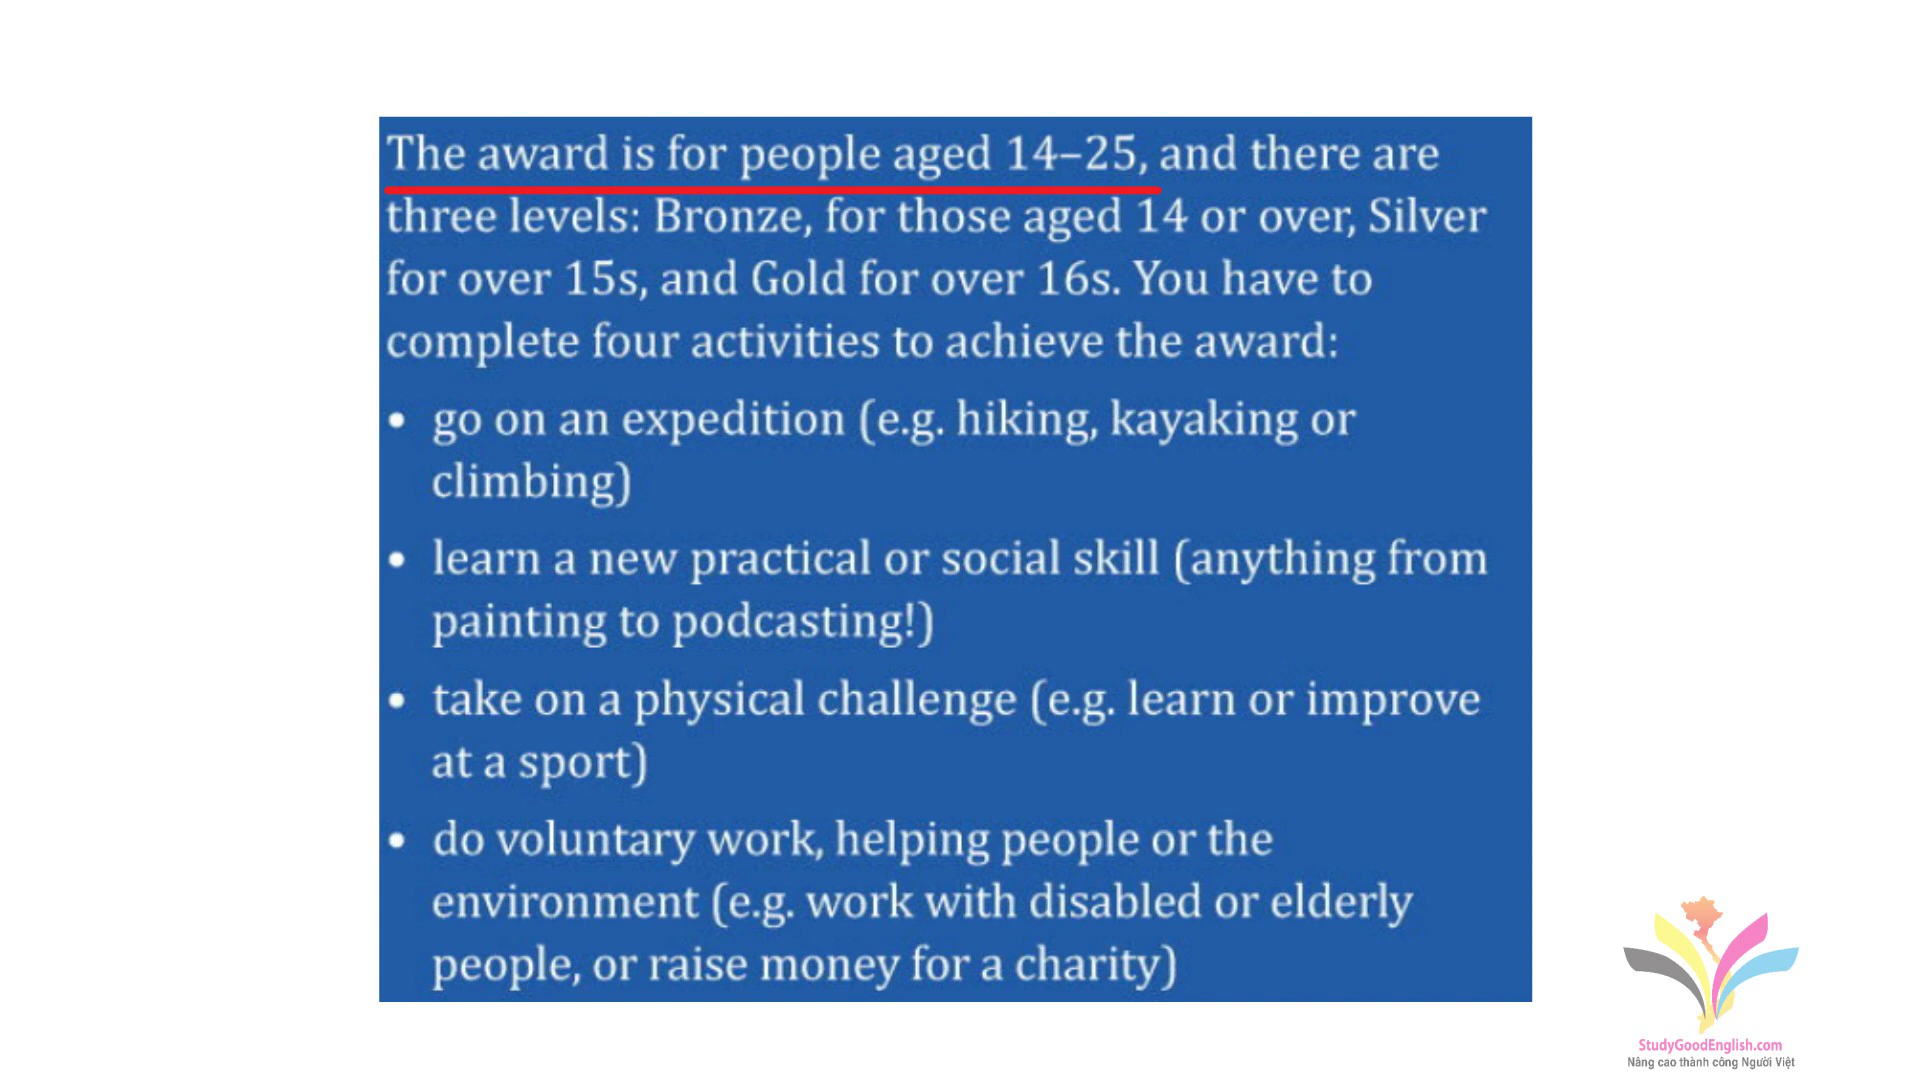 The award is for people aged 14–25, and there are
three levels: Bronze, for those aged 14 or over, Silver
for over 15s, and Gold for over 16s. You have to
complete four activities to achieve the award:
• go on an expedition (e.g. hiking, kayaking or
climbing)
• learn a new practical or social skill (anything from
painting to podcasting!)
• take on a physical challenge (e.g. learn or improve
at a sport)
• do voluntary work, helping people or the
environment (e.g. work with disabled or elderly
people, or raise money for a charity)
StudyGoodEnglish.com
Nâng cao thành công Người Việt